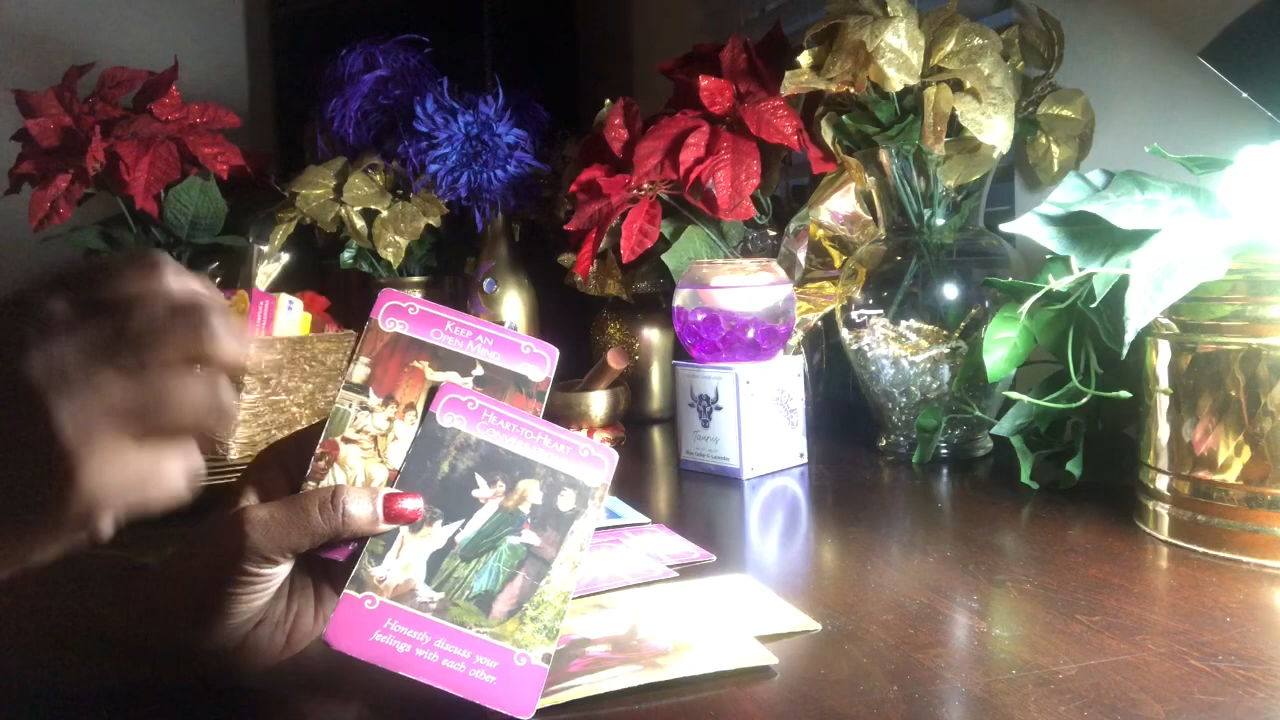 KEEP AN
OPEN MIND
HEART-TO-HEART
Honestly discuss your
feelings with each other.
Taurus